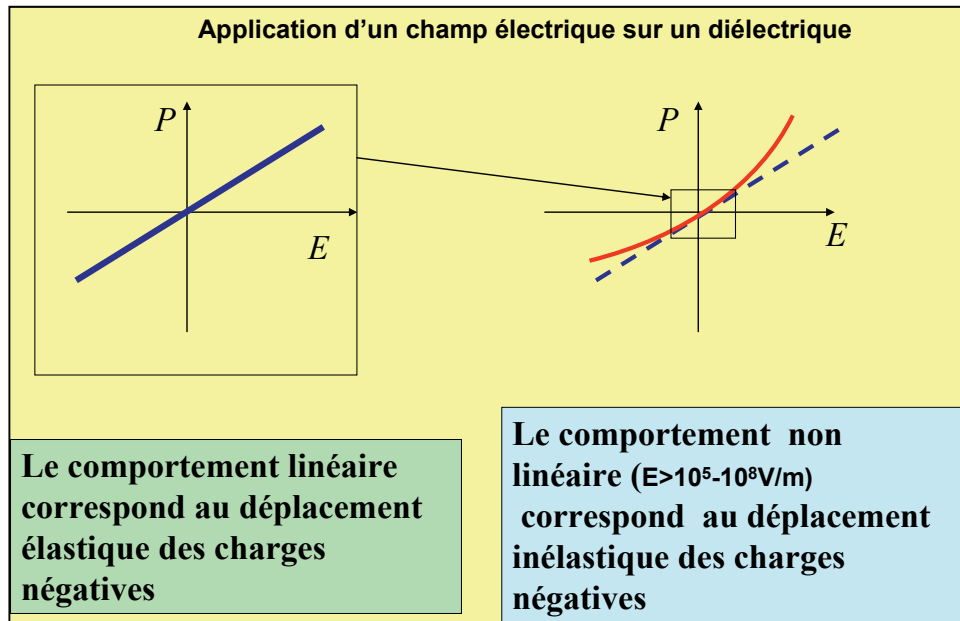 Application d’un champ électrique sur un diélectrique
P
E
P
E
Le comportement linéaire
correspond au déplacement
élastique des charges
négatives
Le comportement non
linéaire (E>10⁵-10⁸V/m)
correspond au déplacement
inélastique des charges
négatives